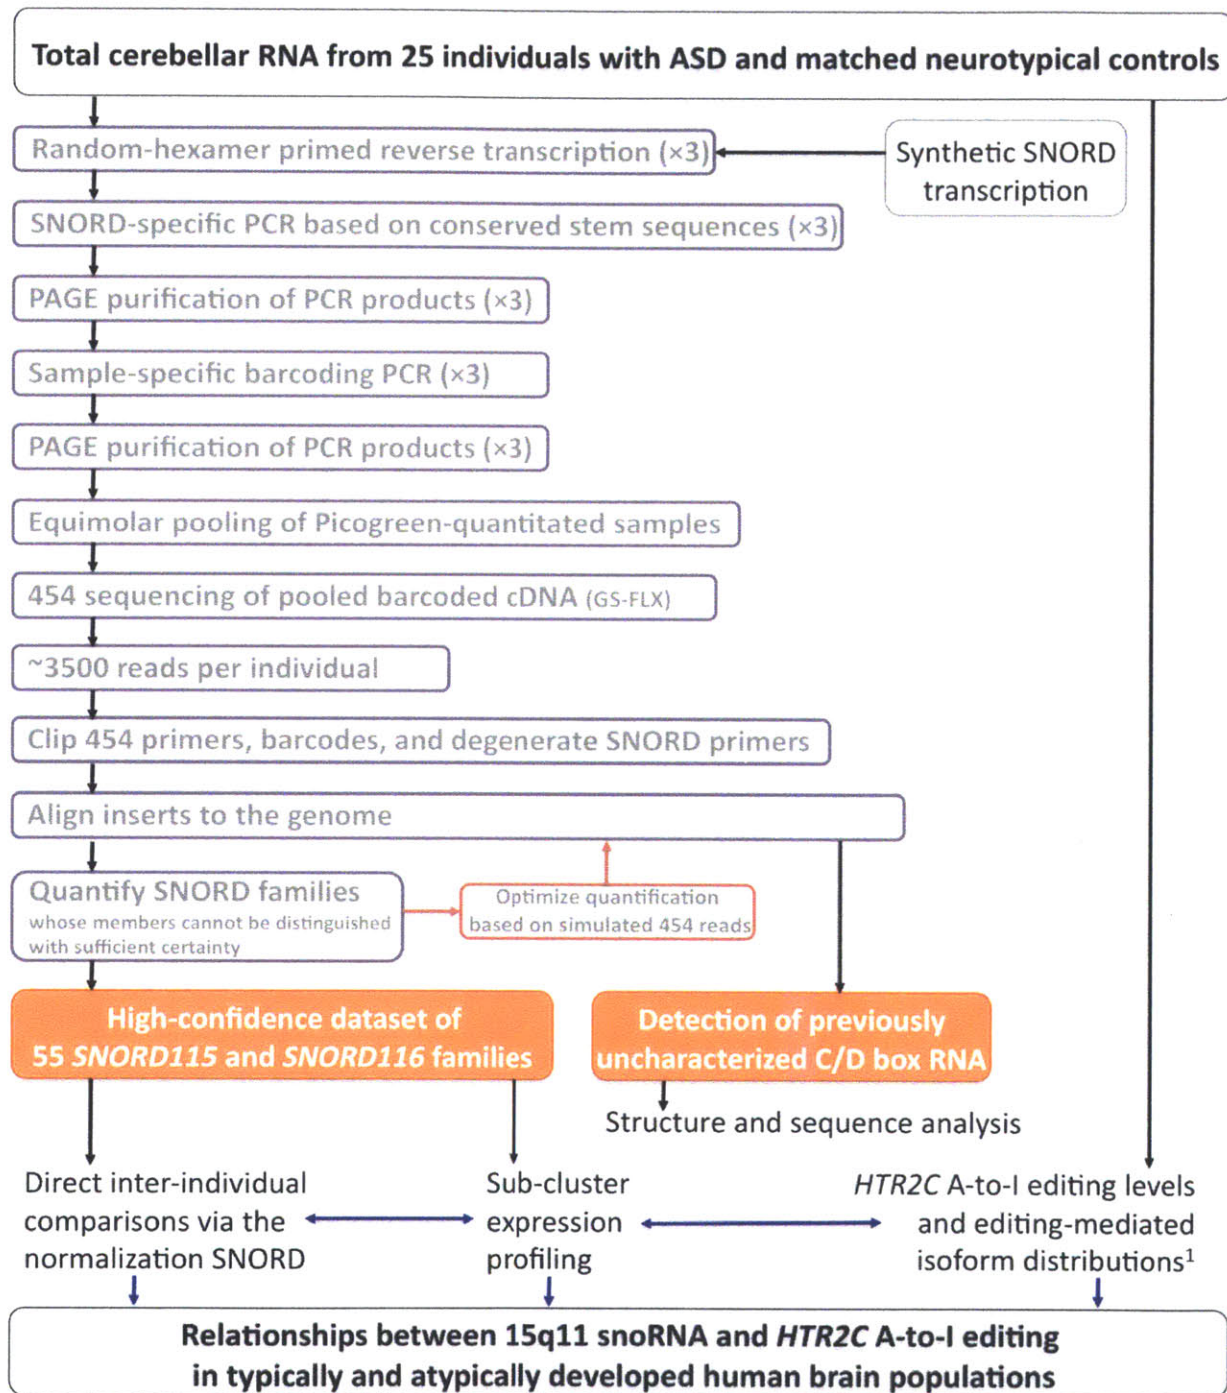 Total cerebellar RNA from 25 individuals with ASD and matched neurotypical controls
Random-hexamer primed reverse transcription (×3)
Synthetic SNORD
transcription
SNORD-specific PCR based on conserved stem sequences (×3)
PAGE purification of PCR products (×3)
Sample-specific barcoding PCR (×3)
PAGE purification of PCR products (×3)
Equimolar pooling of Picogreen-quantitated samples
454 sequencing of pooled barcoded cDNA (GS-FLX)
~3500 reads per individual
Clip 454 primers, barcodes, and degenerate SNORD primers
Align inserts to the genome
Quantify SNORD families
whose members cannot be distinguished
with sufficient certainty
Optimize quantification
based on simulated 454 reads
High-confidence dataset of
55 SNORD115 and SNORD116 families
Detection of previously
uncharacterized C/D box RNA
Structure and sequence analysis
Direct inter-individual
comparisons via the
normalization SNORD
Sub-cluster
expression
profiling
HTR2C A-to-I editing levels
and editing-mediated
isoform distributions¹
Relationships between 15q11 snoRNA and HTR2C A-to-I editing
in typically and atypically developed human brain populations